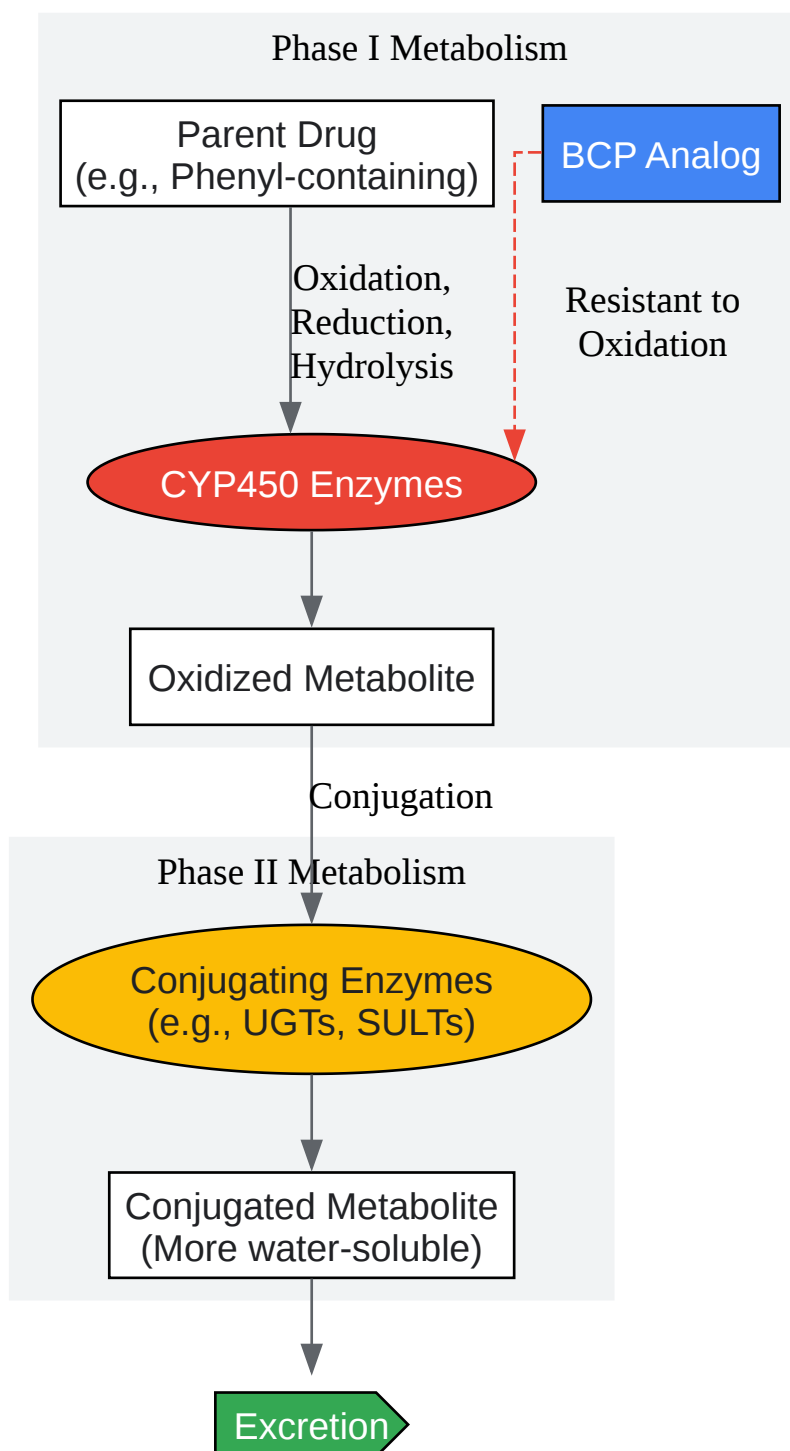 Phase I Metabolism
Parent Drug
(e.g., Phenyl-containing)
BCP Analog
Oxidation,
Reduction,
Hydrolysis
Resistant to
Oxidation
CYP450 Enzymes
Oxidized Metabolite
Conjugation
Phase II Metabolism
Conjugating Enzymes
(e.g., UGTs, SULTs)
Conjugated Metabolite
(More water-soluble)
Excretion